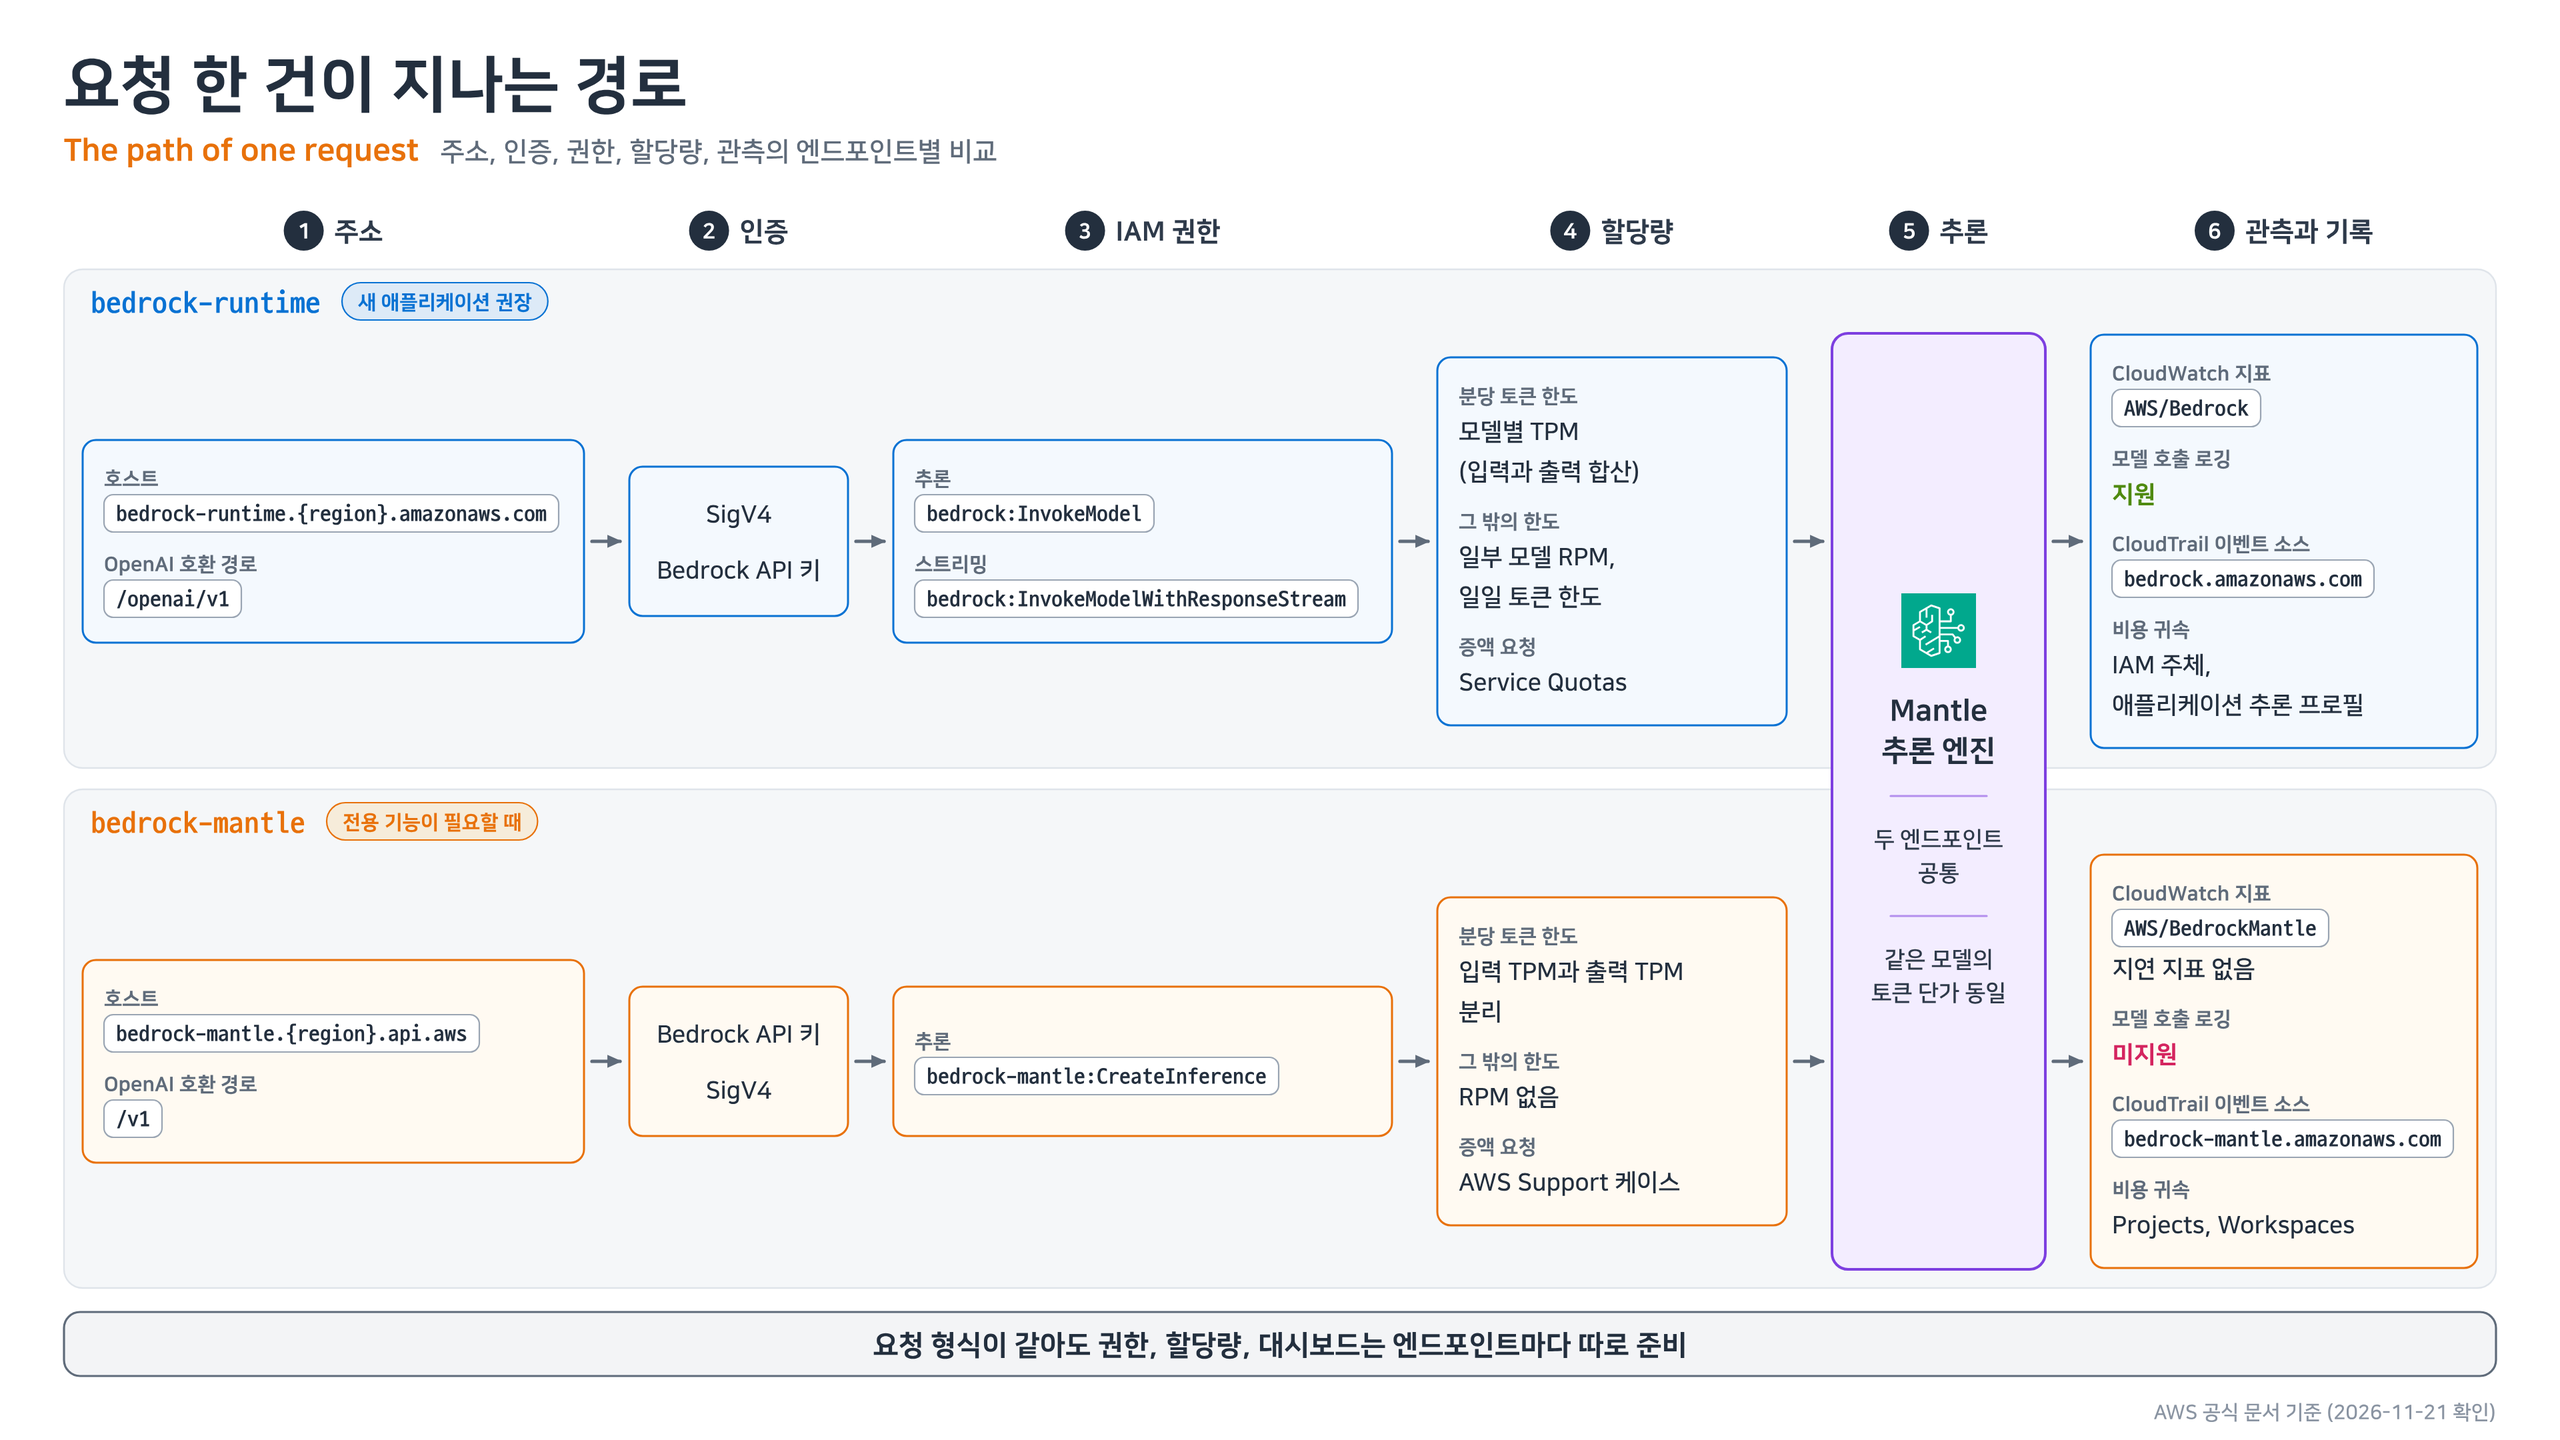 요청 한 건이 지나는 경로
The path of one request 주소, 인증, 권한, 할당량, 관측의 엔드포인트별 비교
1 주소
2 인증
3 IAM 권한
4 할당량
5 추론
6 관측과 기록
bedrock-runtime 새 애플리케이션 권장
호스트
bedrock-runtime.{region}.amazonaws.com
OpenAI 호환 경로
/openai/v1
SigV4
Bedrock API 키
추론
bedrock:InvokeModel
스트리밍
bedrock:InvokeModelWithResponseStream
분당 토큰 한도
모델별 TPM
(입력과 출력 합산)
그 밖의 한도
일부 모델 RPM,
일일 토큰 한도
증액 요청
Service Quotas
Mantle
추론 엔진
두 엔드포인트
공통
같은 모델의
토큰 단가 동일
CloudWatch 지표
AWS/Bedrock
모델 호출 로깅
지원
CloudTrail 이벤트 소스
bedrock.amazonaws.com
비용 귀속
IAM 주체,
애플리케이션 추론 프로필
bedrock-mantle 전용 기능이 필요할 때
호스트
bedrock-mantle.{region}.api.aws
OpenAI 호환 경로
/v1
Bedrock API 키
SigV4
추론
bedrock-mantle:CreateInference
분당 토큰 한도
입력 TPM과 출력 TPM
분리
그 밖의 한도
RPM 없음
증액 요청
AWS Support 케이스
CloudWatch 지표
AWS/BedrockMantle
지연 지표 없음
모델 호출 로깅
미지원
CloudTrail 이벤트 소스
bedrock-mantle.amazonaws.com
비용 귀속
Projects, Workspaces
요청 형식이 같아도 권한, 할당량, 대시보드는 엔드포인트마다 따로 준비
AWS 공식 문서 기준 (2026-11-21 확인)